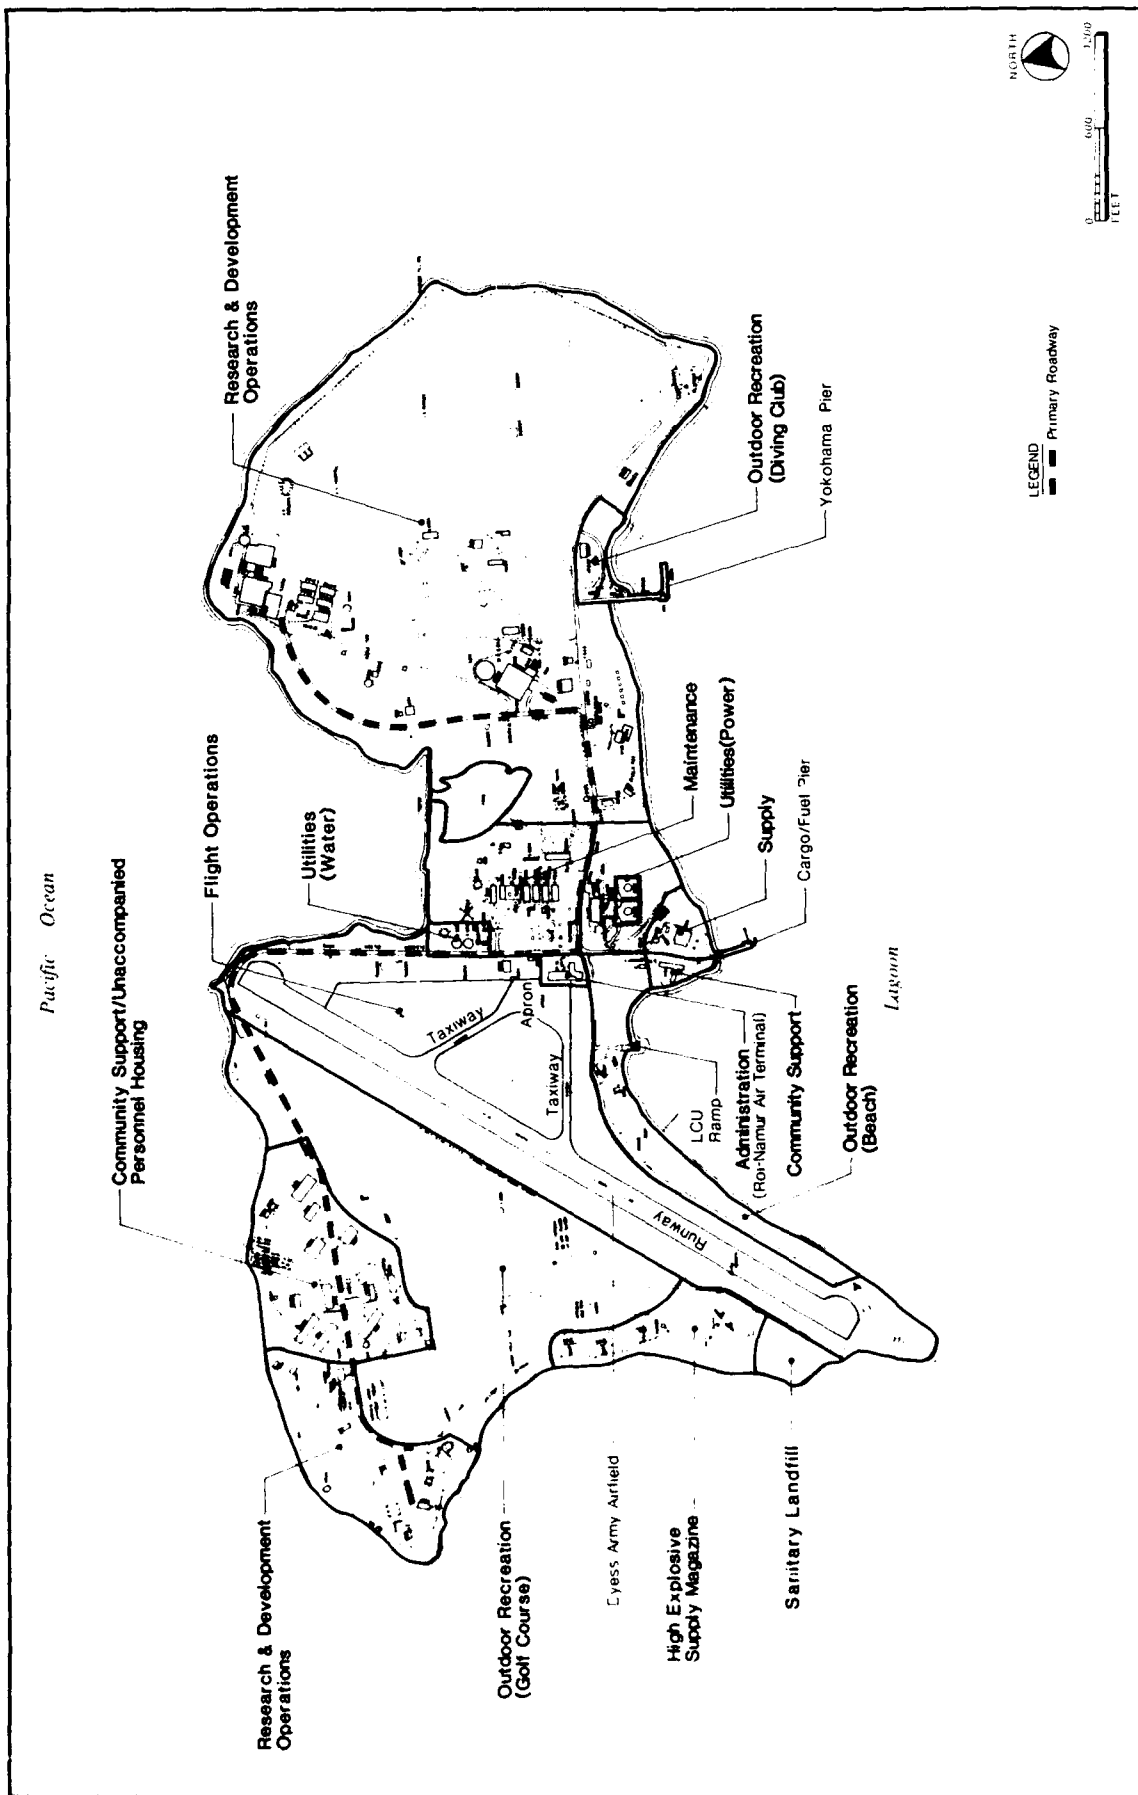 Pacific Ocean
Community Support/Unaccompanied
Personnel Housing
Flight Operations
Utilities
(Water)
Research & Development
Operations
NORTH
0
600
1200
FEET
Research & Development
Operations
Outdoor Recreation
(Golf Course)
Army Airfield
High Explosive
Supply Magazine
Sanitary Landfill
Taxiway
Apron
Taxiway
Runway
LCU
Ramp
Administration
(Roi-Namur Air Terminal)
Community Support
Outdoor Recreation
(Beach)
Lagoon
Maintenance
Utilities(Power)
Supply
Cargo/Fuel Pier
Outdoor Recreation
(Diving Club)
Yokohama Pier
LEGEND
Primary Roadway